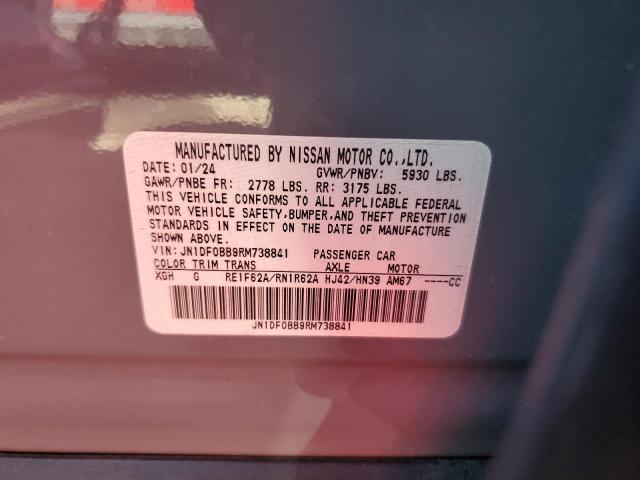 MANUFACTURED BY NISSAN MOTOR CO.,LTD.
DATE: 01/24 GVWR/PNBV: 5930 LBS.
GAWR/PNBE FR: 2778 LBS. RR: 3175 LBS.
THIS VEHICLE CONFORMS TO ALL APPLICABLE FEDERAL
MOTOR VEHICLE SAFETY, BUMPER, AND THEFT PREVENTION
STANDARDS IN EFFECT ON THE DATE OF MANUFACTURE
SHOWN ABOVE.
VIN: JN1DF0BB9RM738841 PASSENGER CAR
COLOR TRIM TRANS AXLE MOTOR
XGH G RE1F62A/RN1R62A HJ42/HN39 AM67 ----CC
JN1DF0BB9RM738841